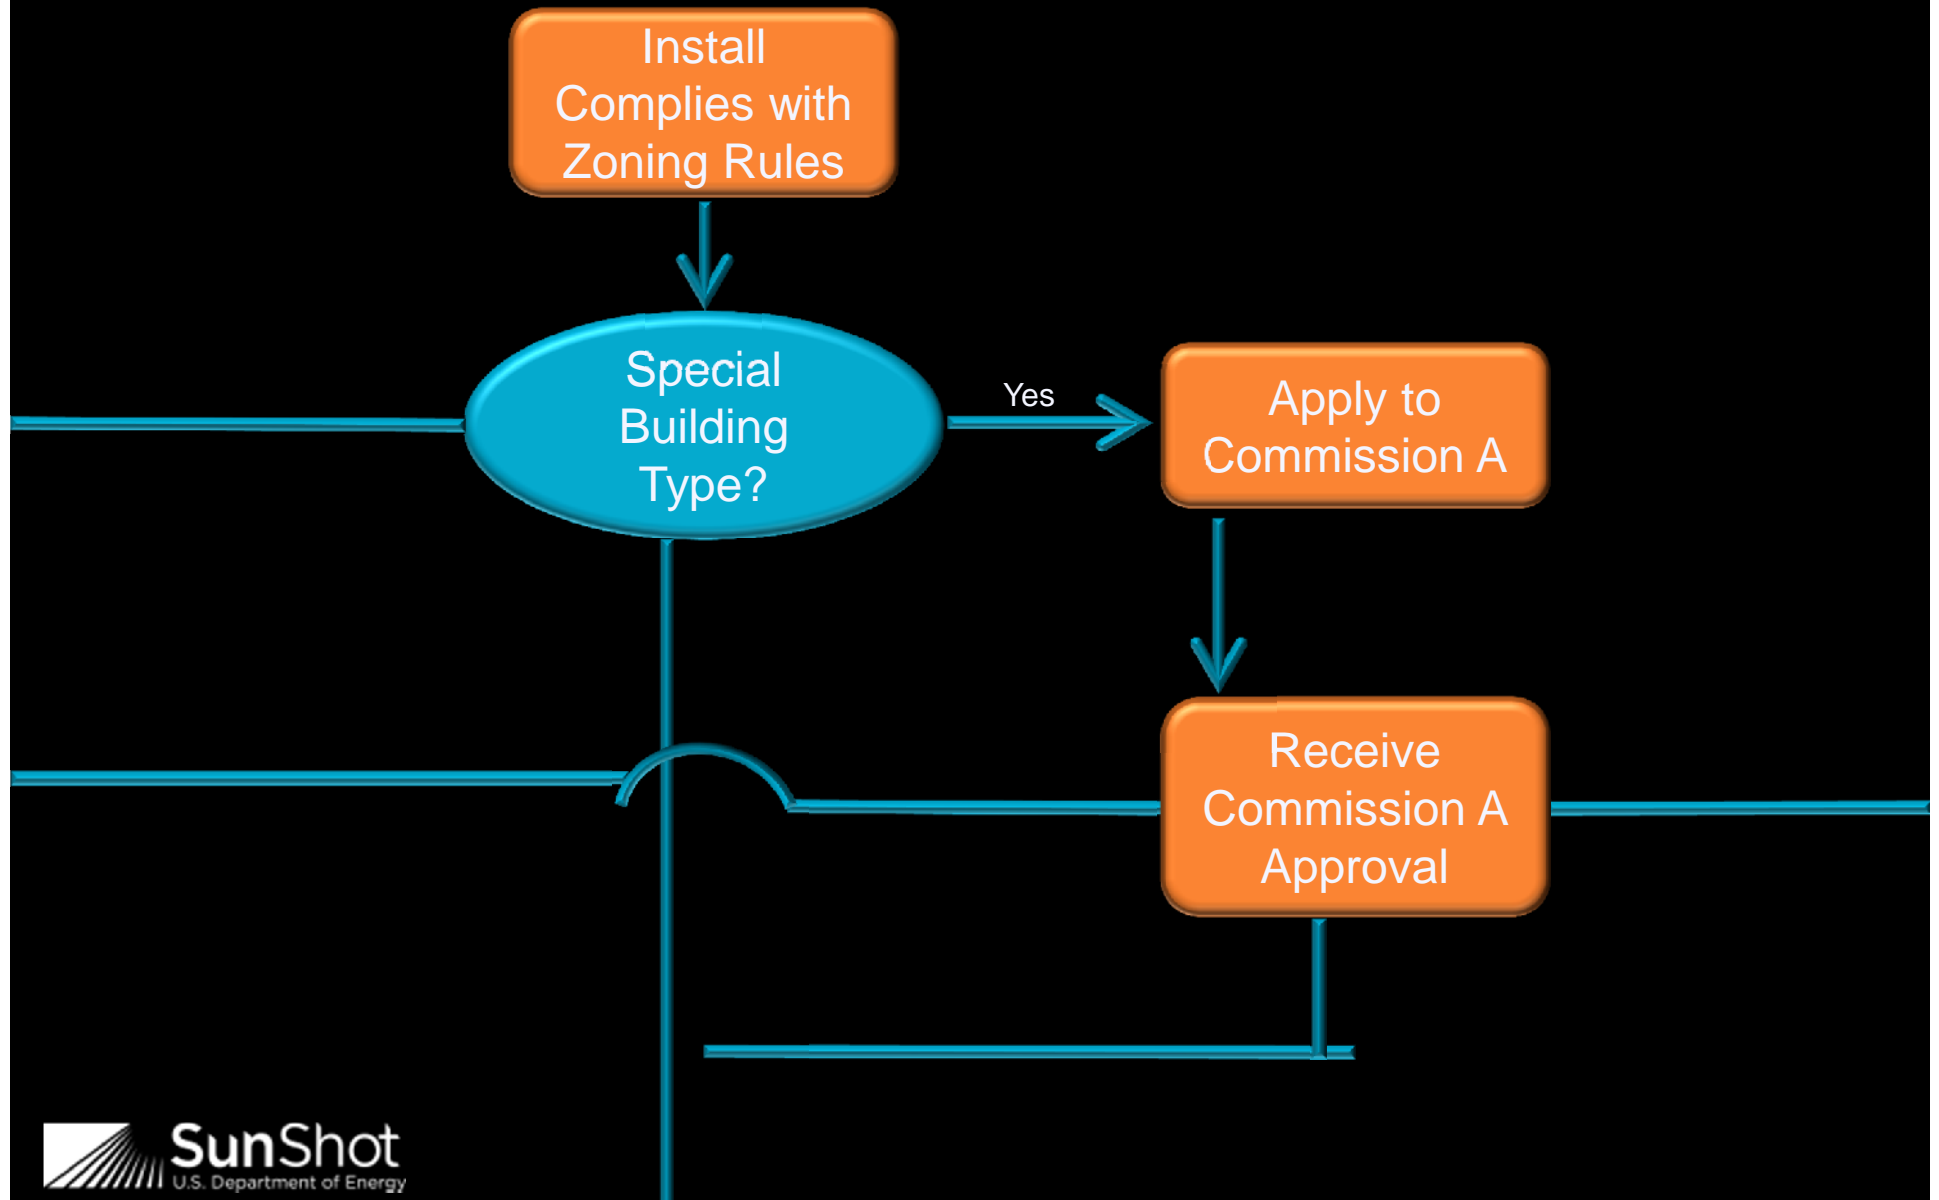 Install
Complies with
Zoning Rules
Special
Building
Type?
Yes
Apply to
Commission A
Receive
Commission A
Approval
SunShot
U.S. Department of Energy